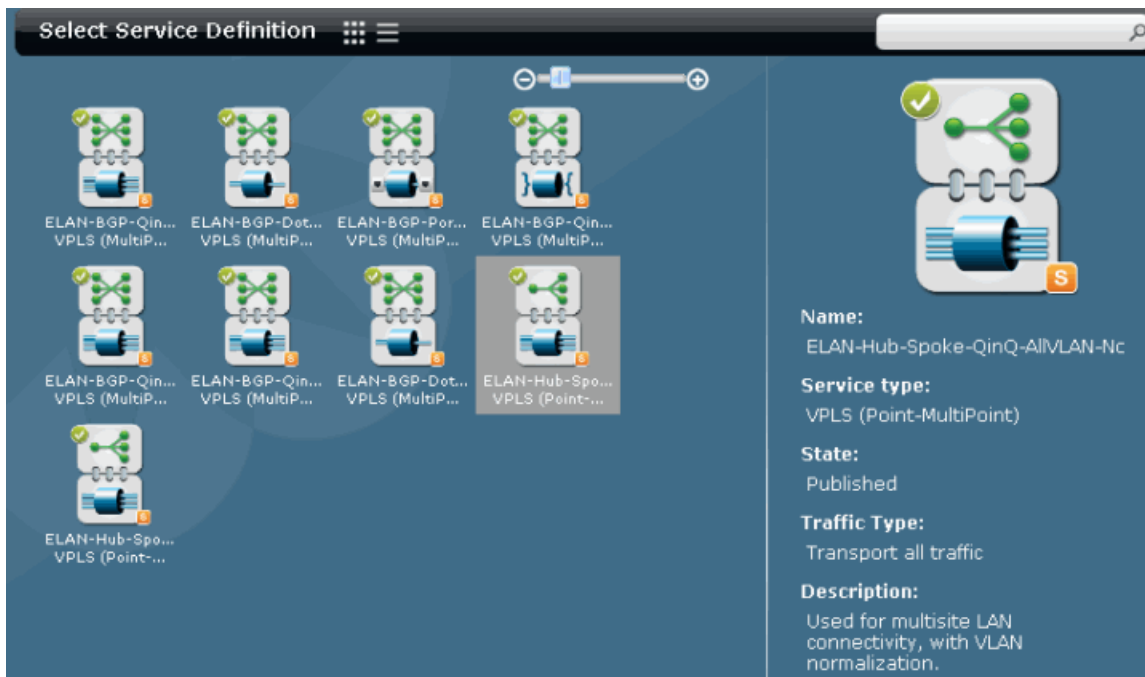 Select Service Definition
ELAN-BGP-Qin... ELAN-BGP-Dot... ELAN-BGP-Por... ELAN-BGP-Qin...
VPLS (MultiP... VPLS (MultiP... VPLS (MultiP... VPLS (MultiP...
ELAN-BGP-Qin... ELAN-BGP-Qin... ELAN-BGP-Dot... ELAN-Hub-Spo...
VPLS (MultiP... VPLS (MultiP... VPLS (MultiP... VPLS (Point-...
ELAN-Hub-Spo...
VPLS (Point-...
S
Name:
ELAN-Hub-Spoke-QinQ-AllVLAN-Nc
Service type:
VPLS (Point-MultiPoint)
State:
Published
Traffic Type:
Transport all traffic
Description:
Used for multisite LAN
connectivity, with VLAN
normalization.